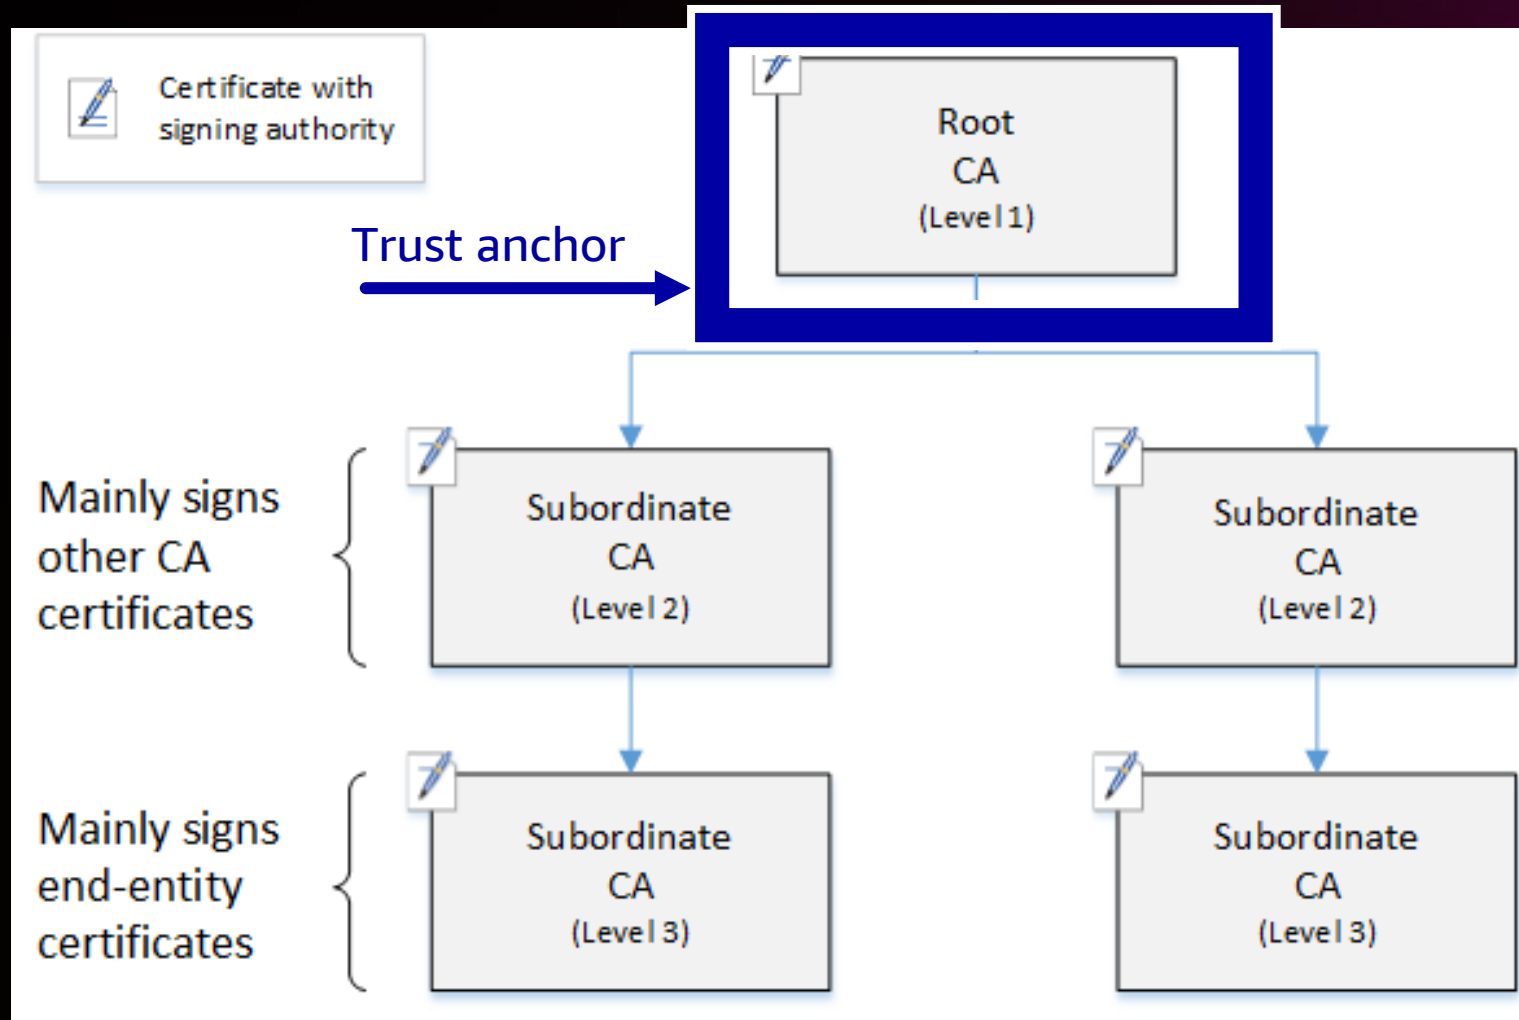 Certificate with
signing authority
Root
CA
(Level 1)
Trust anchor
Mainly signs
other CA
certificates
Subordinate
CA
(Level 2)
Subordinate
CA
(Level 2)
Mainly signs
end-entity
certificates
Subordinate
CA
(Level 3)
Subordinate
CA
(Level 3)